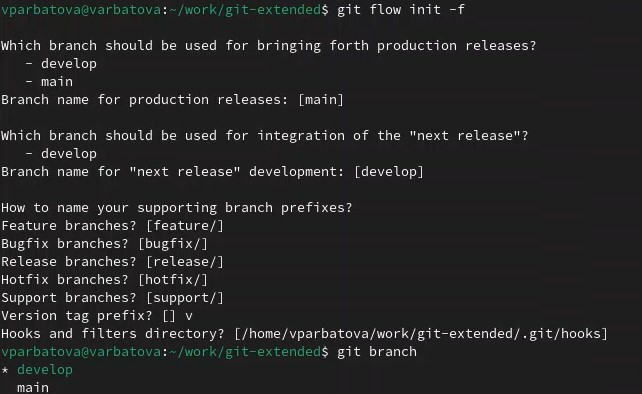 vparbatova@varbatova:~/work/git-extended$ git flow init -f
Which branch should be used for bringing forth production releases?
   - develop
   - main
Branch name for production releases: [main]
Which branch should be used for integration of the "next release"?
   - develop
Branch name for "next release" development: [develop]
How to name your supporting branch prefixes?
Feature branches? [feature/]
Bugfix branches? [bugfix/]
Release branches? [release/]
Hotfix branches? [hotfix/]
Support branches? [support/]
Version tag prefix? [] v
Hooks and filters directory? [/home/vparbatova/work/git-extended/.git/hooks]
vparbatova@varbatova:~/work/git-extended$ git branch
* develop
  main